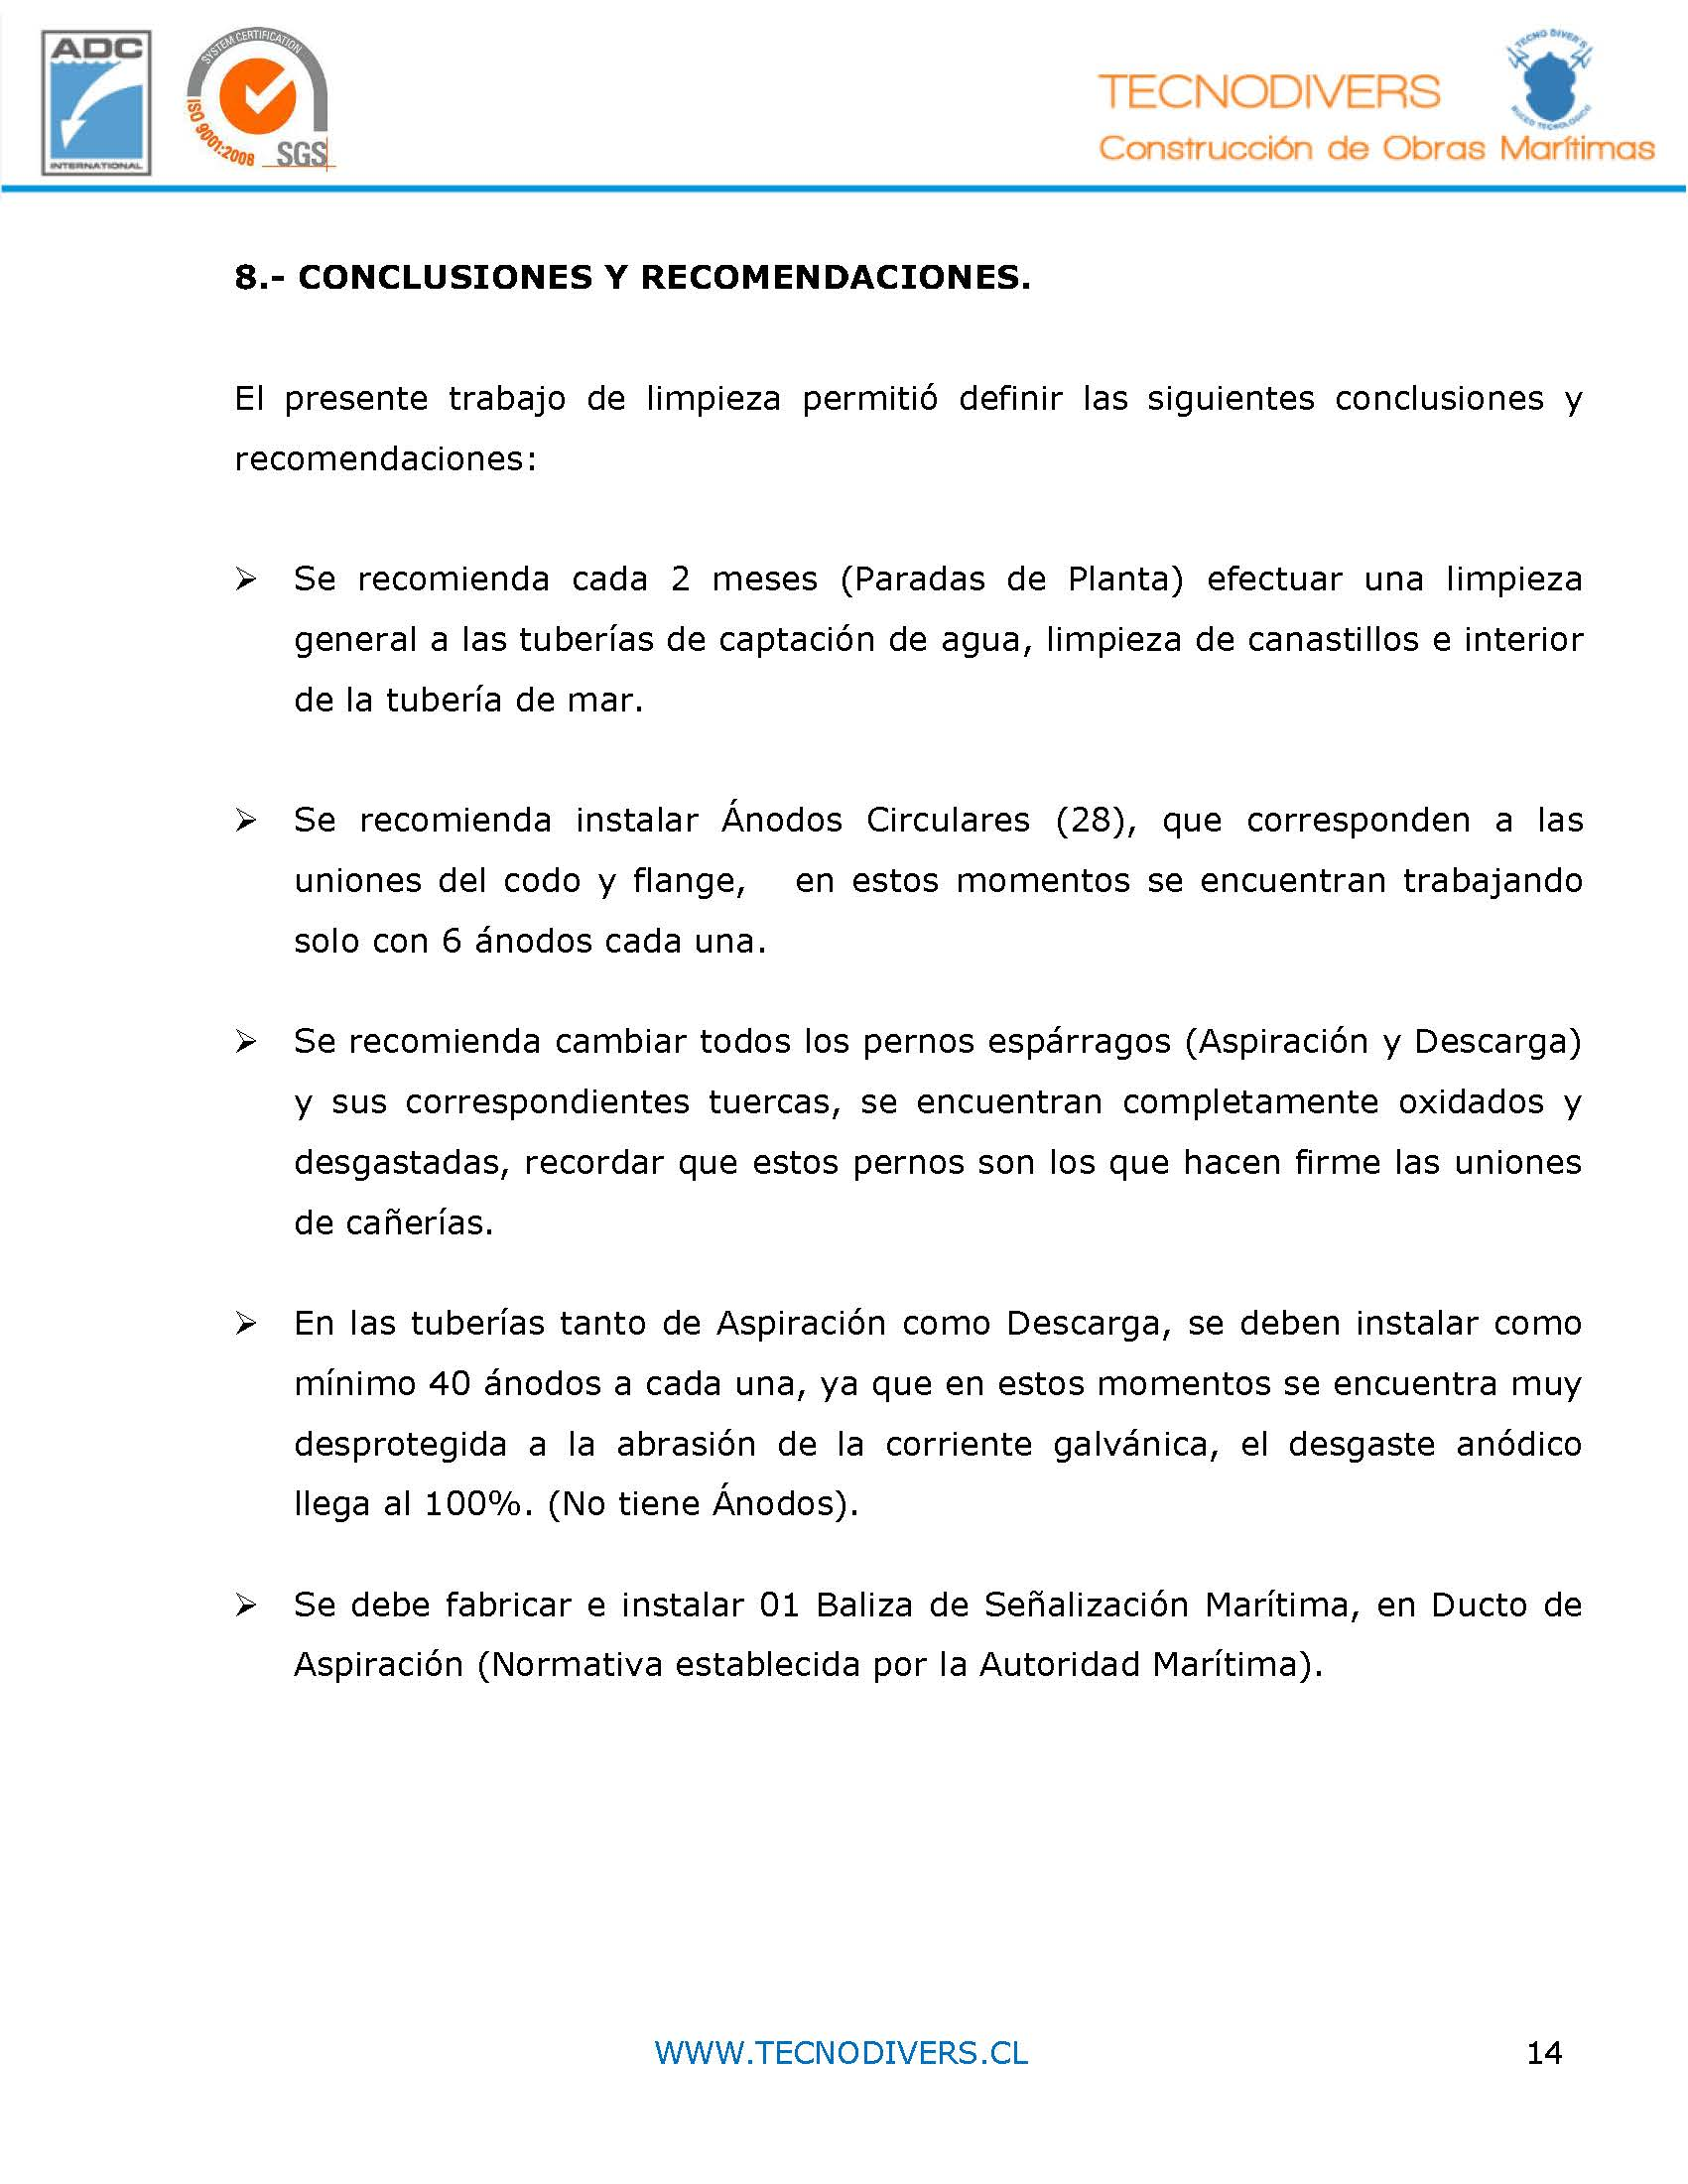 ADC
INTERNATIONAL
SYSTEM CERTIFICATION
ISO 9001:2008
SGS
TECNODIVERS
TECNO DIVER'S
BUCEO TECNOLOGICO
Construcción de Obras Marítimas
8.- CONCLUSIONES Y RECOMENDACIONES.
El presente trabajo de limpieza permitió definir las siguientes conclusiones y
recomendaciones:
➢ Se recomienda cada 2 meses (Paradas de Planta) efectuar una limpieza
general a las tuberías de captación de agua, limpieza de canastillos e interior
de la tubería de mar.
➢ Se recomienda instalar Ánodos Circulares (28), que corresponden a las
uniones del codo y flange, en estos momentos se encuentran trabajando
solo con 6 ánodos cada una.
➢ Se recomienda cambiar todos los pernos espárragos (Aspiración y Descarga)
y sus correspondientes tuercas, se encuentran completamente oxidados y
desgastadas, recordar que estos pernos son los que hacen firme las uniones
de cañerías.
➢ En las tuberías tanto de Aspiración como Descarga, se deben instalar como
mínimo 40 ánodos a cada una, ya que en estos momentos se encuentra muy
desprotegida a la abrasión de la corriente galvánica, el desgaste anódico
llega al 100%. (No tiene Ánodos).
➢ Se debe fabricar e instalar 01 Baliza de Señalización Marítima, en Ducto de
Aspiración (Normativa establecida por la Autoridad Marítima).
WWW.TECNODIVERS.CL
14